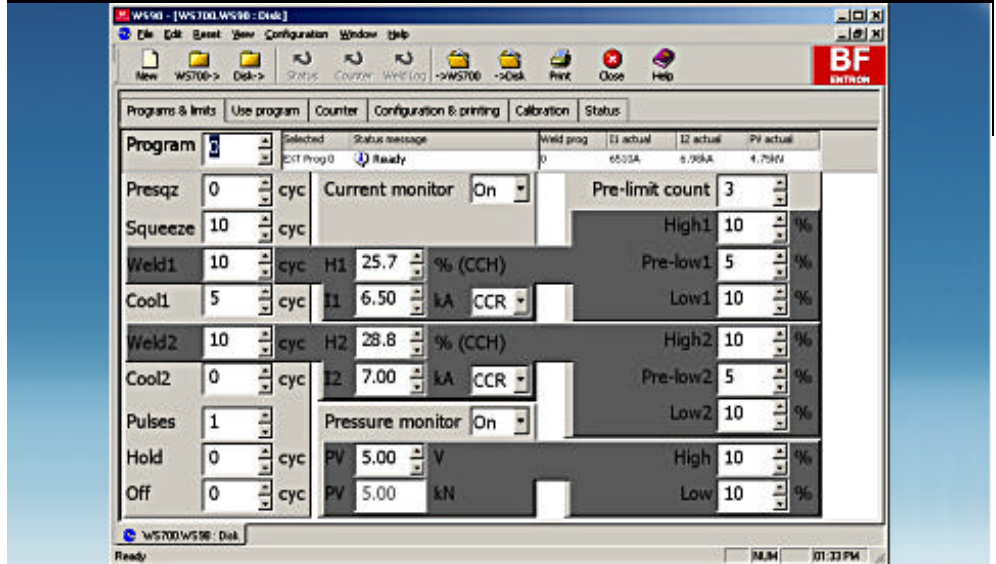 WS90 - [WS700.WS90 : Disk]
File Edit Reset View Configuration Window Help
New WS700-> Disk-> Status Counter Weld Log ->WS700 ->Disk Print Close Help
BF
ENTRON
Programs & limits Use program Counter Configuration & printing Calibration Status
Program 0
Selected Status message Weld prog I1 actual I2 actual PV actual
EXT Prog 0 Ready 0 6533A 6.98kA 4.75kN
Presqz 0 cyc Current monitor On Pre-limit count 3
Squeeze 10 cyc High1 10 %
Weld1 10 cyc H1 25.7 % (CCH) Pre-low1 5 %
Cool1 5 cyc I1 6.50 kA CCR Low1 10 %
Weld2 10 cyc H2 28.8 % (CCH) High2 10 %
Cool2 0 cyc I2 7.00 kA CCR Pre-low2 5 %
Pulses 1 Pressure monitor On Low2 10 %
Hold 0 cyc PV 5.00 V High 10 %
Off 0 cyc PV 5.00 kN Low 10 %
WS700.WS90 : Disk
Ready NUM 01:33 PM